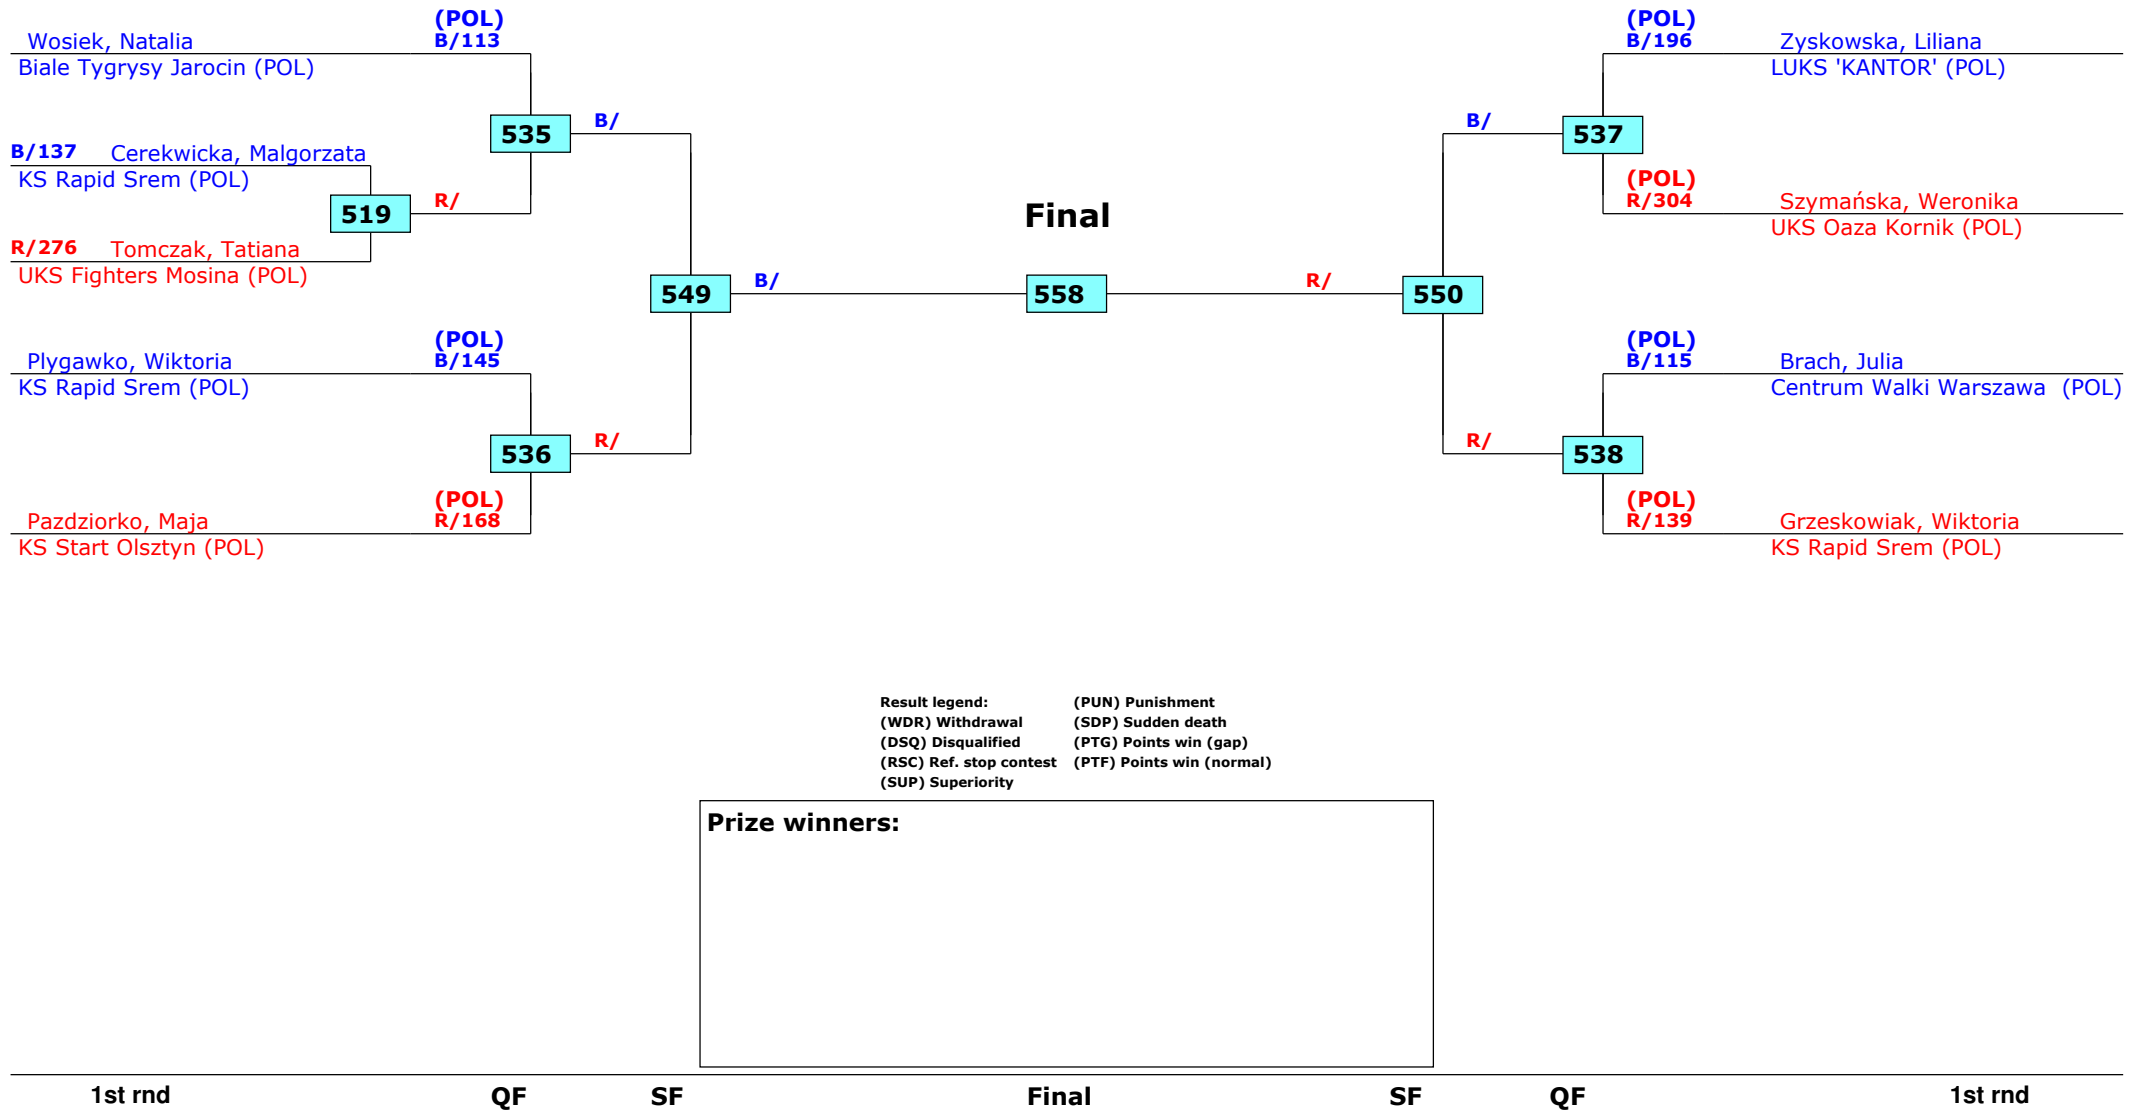 (POL)
B/113
Wosiek, Natalia
Biale Tygrysy Jarocin (POL)
535
B/
B/137 Cerekwicka, Malgorzata
KS Rapid Srem (POL)
519
R/
R/276 Tomczak, Tatiana
UKS Fighters Mosina (POL)
549
B/
(POL)
B/145
Plygawko, Wiktoria
KS Rapid Srem (POL)
536
R/
(POL)
R/168
Pazdziorko, Maja
KS Start Olsztyn (POL)
Final
558
(POL)
B/196
Zyskowska, Liliana
LUKS 'KANTOR' (POL)
B/
537
(POL)
R/304
Szymańska, Weronika
UKS Oaza Kornik (POL)
R/
550
(POL)
B/115
Brach, Julia
Centrum Walki Warszawa (POL)
R/
538
(POL)
R/139
Grzeskowiak, Wiktoria
KS Rapid Srem (POL)
Result legend:
(WDR) Withdrawal
(DSQ) Disqualified
(RSC) Ref. stop contest
(SUP) Superiority
(PUN) Punishment
(SDP) Sudden death
(PTG) Points win (gap)
(PTF) Points win (normal)
Prize winners:
1st rnd QF SF Final SF QF 1st rnd